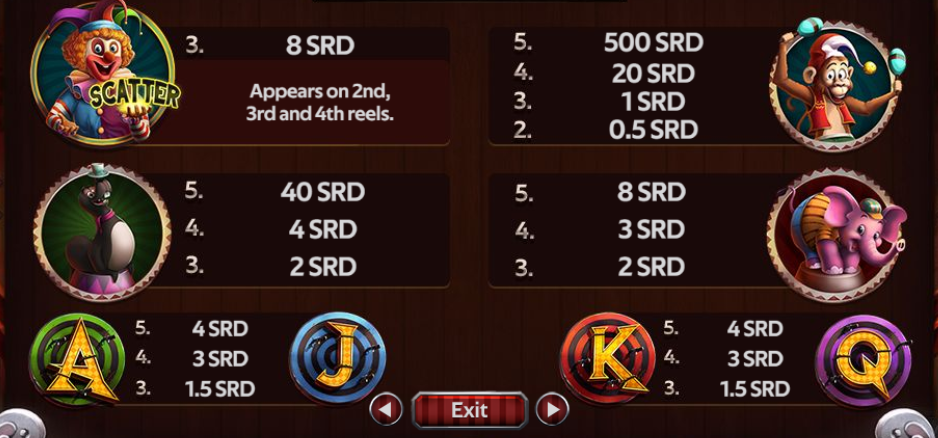 SCATTER
3. 8 SRD
Appears on 2nd,
3rd and 4th reels.
5. 500 SRD
4. 20 SRD
3. 1 SRD
2. 0.5 SRD
5. 40 SRD
4. 4 SRD
3. 2 SRD
5. 8 SRD
4. 3 SRD
3. 2 SRD
A
5. 4 SRD
4. 3 SRD
3. 1.5 SRD
J
K
5. 4 SRD
4. 3 SRD
3. 1.5 SRD
Q
Exit